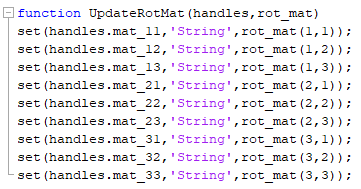 function UpdateRotMat(handles,rot_mat)
set(handles.mat_11,'String',rot_mat(1,1));
set(handles.mat_12,'String',rot_mat(1,2));
set(handles.mat_13,'String',rot_mat(1,3));
set(handles.mat_21,'String',rot_mat(2,1));
set(handles.mat_22,'String',rot_mat(2,2));
set(handles.mat_23,'String',rot_mat(2,3));
set(handles.mat_31,'String',rot_mat(3,1));
set(handles.mat_32,'String',rot_mat(3,2));
set(handles.mat_33,'String',rot_mat(3,3));